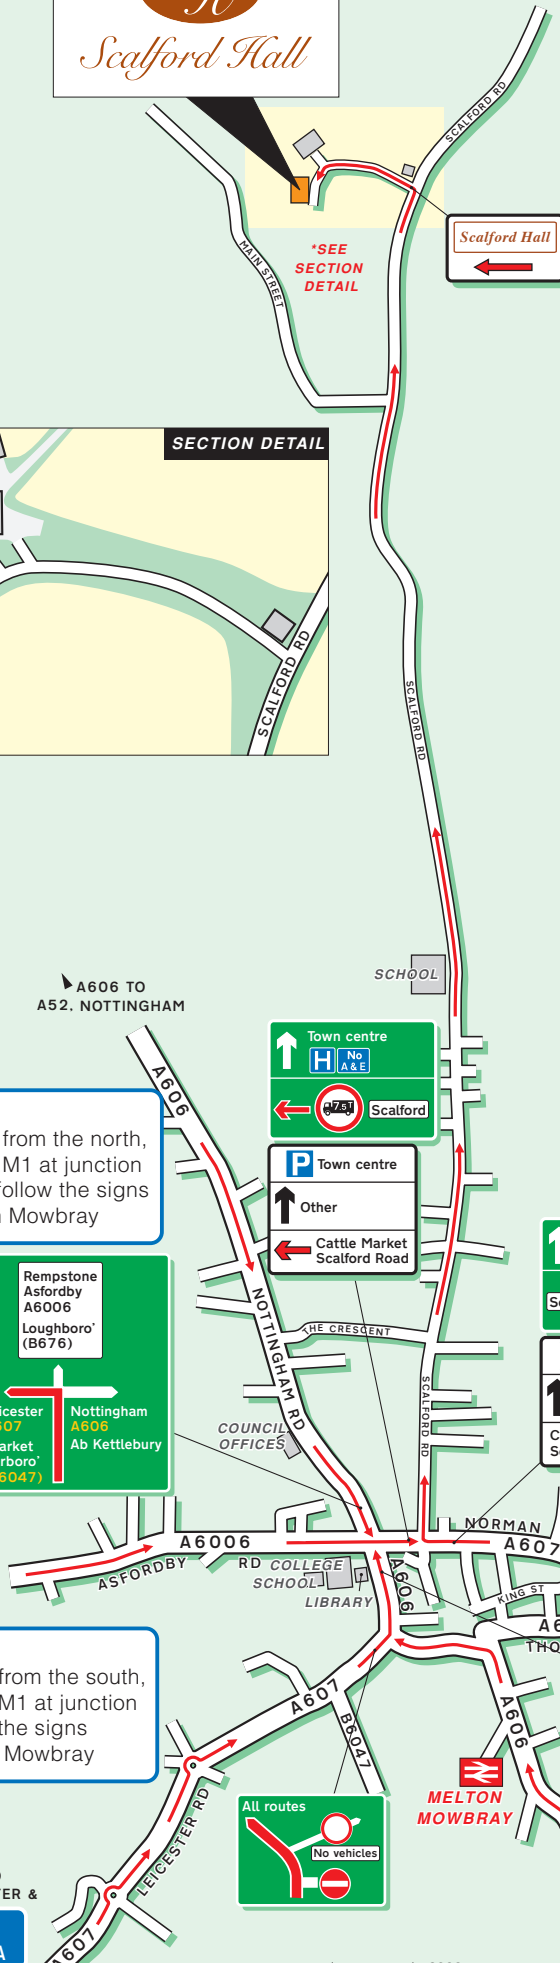 Scalford Hall
SCALFORD RD
Scalford Hall
*SEE
SECTION
DETAIL
MAIN STREET
SECTION DETAIL
SCALFORD RD
SCALFORD RD
SCHOOL
A606 TO
A52, NOTTINGHAM
A606
Town centre
H
No
A & E
7.5T
Scalford
P Town centre
Other
Cattle Market
Scalford Road
from the north,
M1 at junction
follow the signs
Mowbray
Rempstone
Asfordby
A6006
Loughboro'
(B676)
Nottingham
A606
Ab Kettlebury
NOTTINGHAM RD
THE CRESCENT
SCALFORD RD
COUNCIL
OFFICES
A6006
ASFORDBY RD
NORMAN
A607
COLLEGE
SCHOOL
LIBRARY
A606
KING ST
A6
THO
from the south,
M1 at junction
the signs
Mowbray
A607
B6047
A606
MELTON
MOWBRAY
All routes
No vehicles
LEICESTER RD
ER &
A
A607